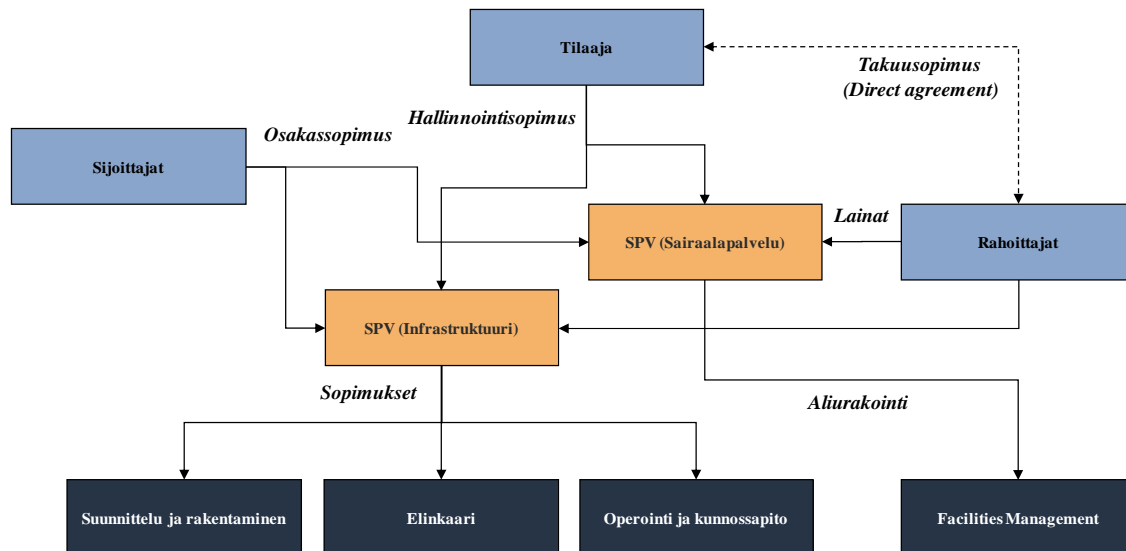 Tilaaja
Takuusopimus
(Direct agreement)
Hallinnointisopimus
Osakassopimus
Sijoittajat
Lainat
SPV (Sairaalapalvelu)
Rahoittajat
SPV (Infrastruktuuri)
Sopimukset
Aliurakointi
Suunnittelu ja rakentaminen
Elinkaari
Operointi ja kunnossapito
Facilities Management